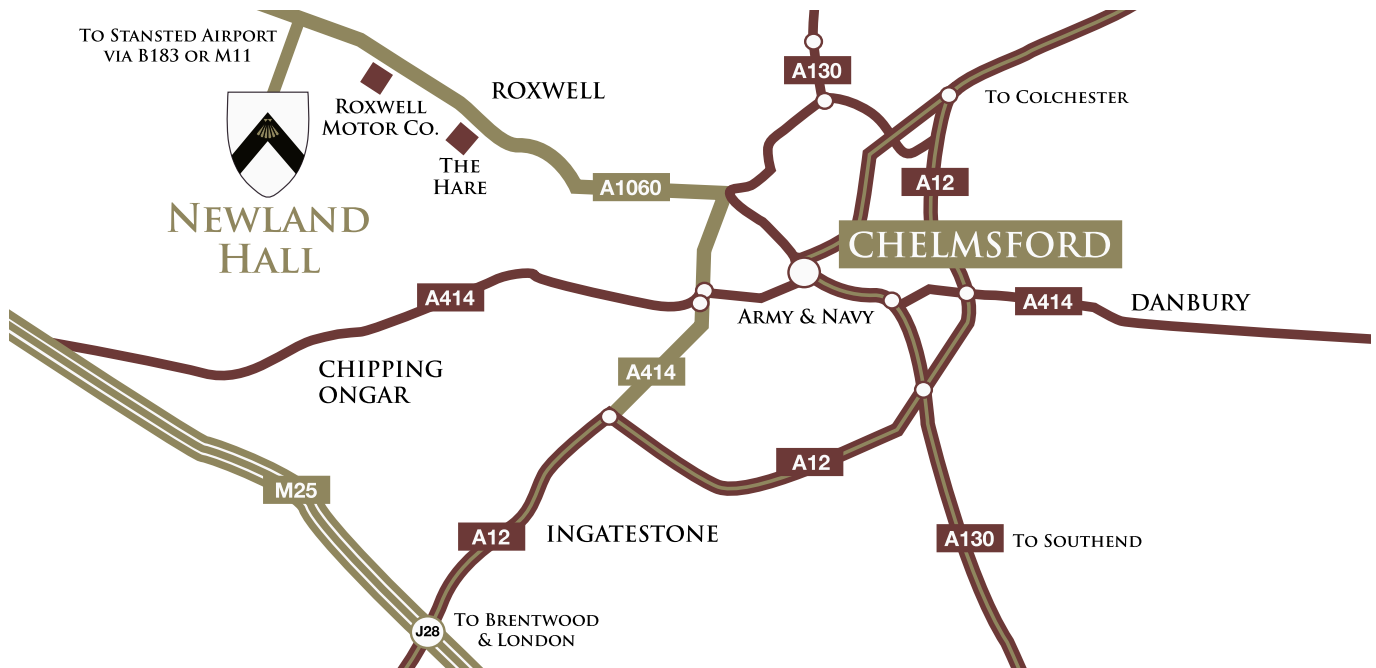 To Stansted Airport
via B183 or M11
A130
Roxwell
Motor Co.
ROXWELL
To Colchester
The
Hare
A1060
A12
Newland
Hall
CHELMSFORD
A414
Army & Navy
A414
DANBURY
CHIPPING
ONGAR
A414
A12
M25
A12
INGATESTONE
A130
To Southend
J28
To Brentwood
& London